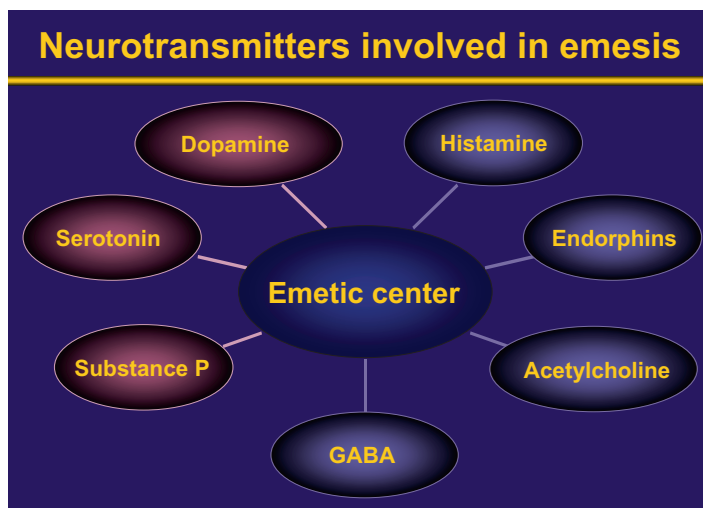 Neurotransmitters involved in emesis
Dopamine
Histamine
Serotonin
Endorphins
Emetic center
Substance P
Acetylcholine
GABA